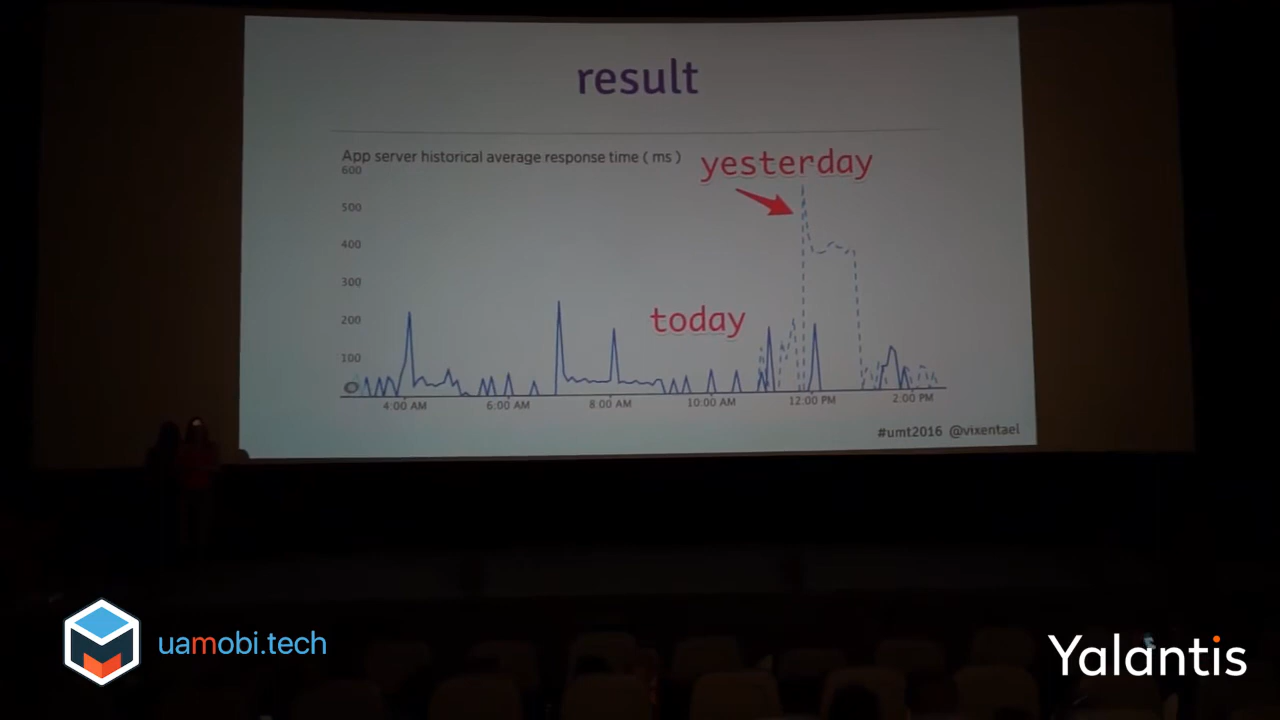 result
App server historical average response time ( ms )
600
500
400
300
200
100
0
yesterday
today
4:00 AM
6:00 AM
8:00 AM
10:00 AM
12:00 PM
2:00 PM
#umt2016 @vixentael
uamobi.tech
Yalantis